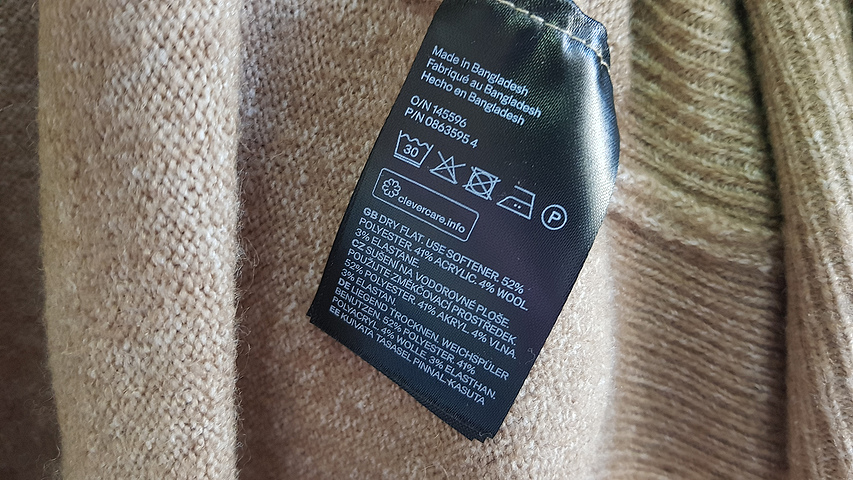 Made in Bangladesh
Fabriqué au Bangladesh
Hecho en Bangladesh
O/N 145596
P/N 0863595 4
30
P
clevercare.info
GB DRY FLAT. USE SOFTENER. 52%
POLYESTER. 41% ACRYLIC. 4% WOOL.
3% ELASTANE
CZ SUŠENÍ NA VODOROVNÉ PLOŠE.
POUŽIJTE ZMĚKČOVACÍ PROSTŘEDEK.
52% POLYESTER. 41% AKRYL. 4% VLNA.
3% ELASTAN
DE LIEGEND TROCKNEN. WEICHSPÜLER
BENUTZEN. 52% POLYESTER. 41%
POLYACRYL. 4% WOLLE. 3% ELASTHAN.
EE KUIVATA TASASEL PINNAL. KASUTA